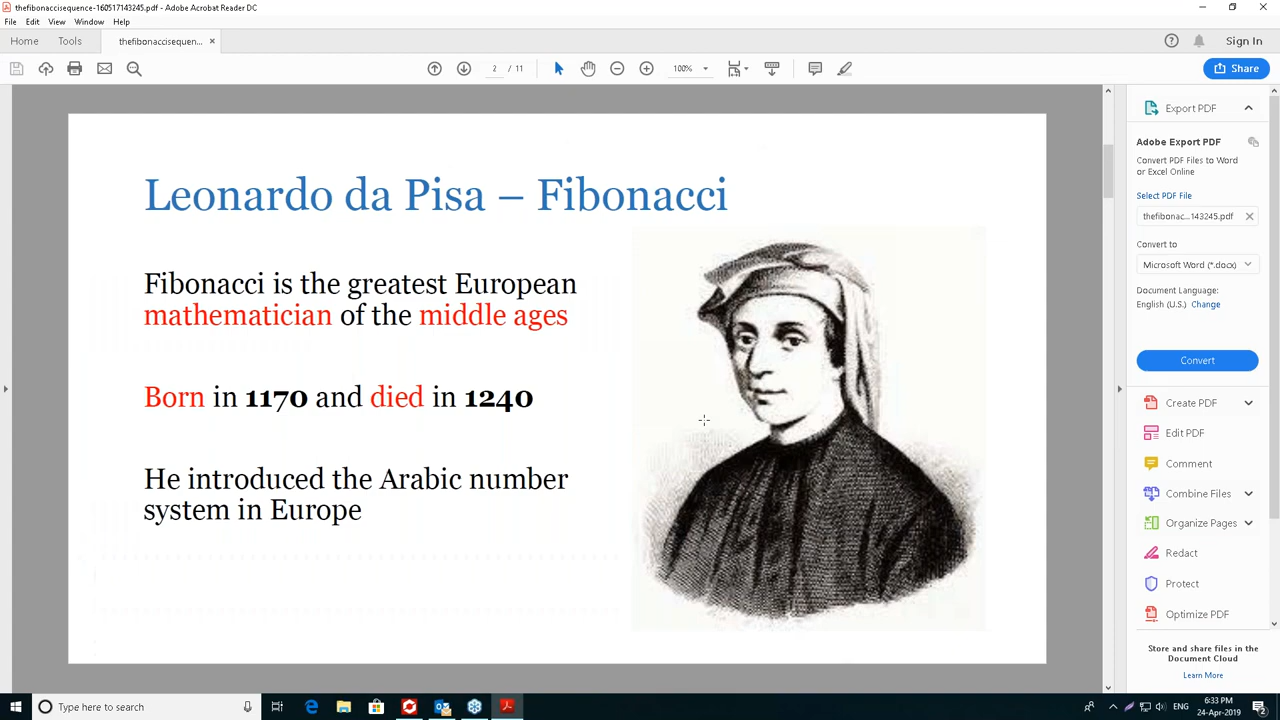 thefibonaccisequence-160517143245.pdf - Adobe Acrobat Reader DC
File Edit View Window Help
Home Tools thefibonaccisequen... ×
Sign In
2 / 11 100%
Share
Leonardo da Pisa – Fibonacci
Fibonacci is the greatest European
mathematician of the middle ages
Born in 1170 and died in 1240
He introduced the Arabic number
system in Europe
Export PDF
Adobe Export PDF
Convert PDF Files to Word
or Excel Online
Select PDF File
thefibonac...143245.pdf
Convert to
Microsoft Word (*.docx)
Document Language:
English (U.S.) Change
Convert
Create PDF
Edit PDF
Comment
Combine Files
Organize Pages
Redact
Protect
Optimize PDF
Store and share files in the
Document Cloud
Learn More
Type here to search
ENG
6:33 PM
24-Apr-2019
2